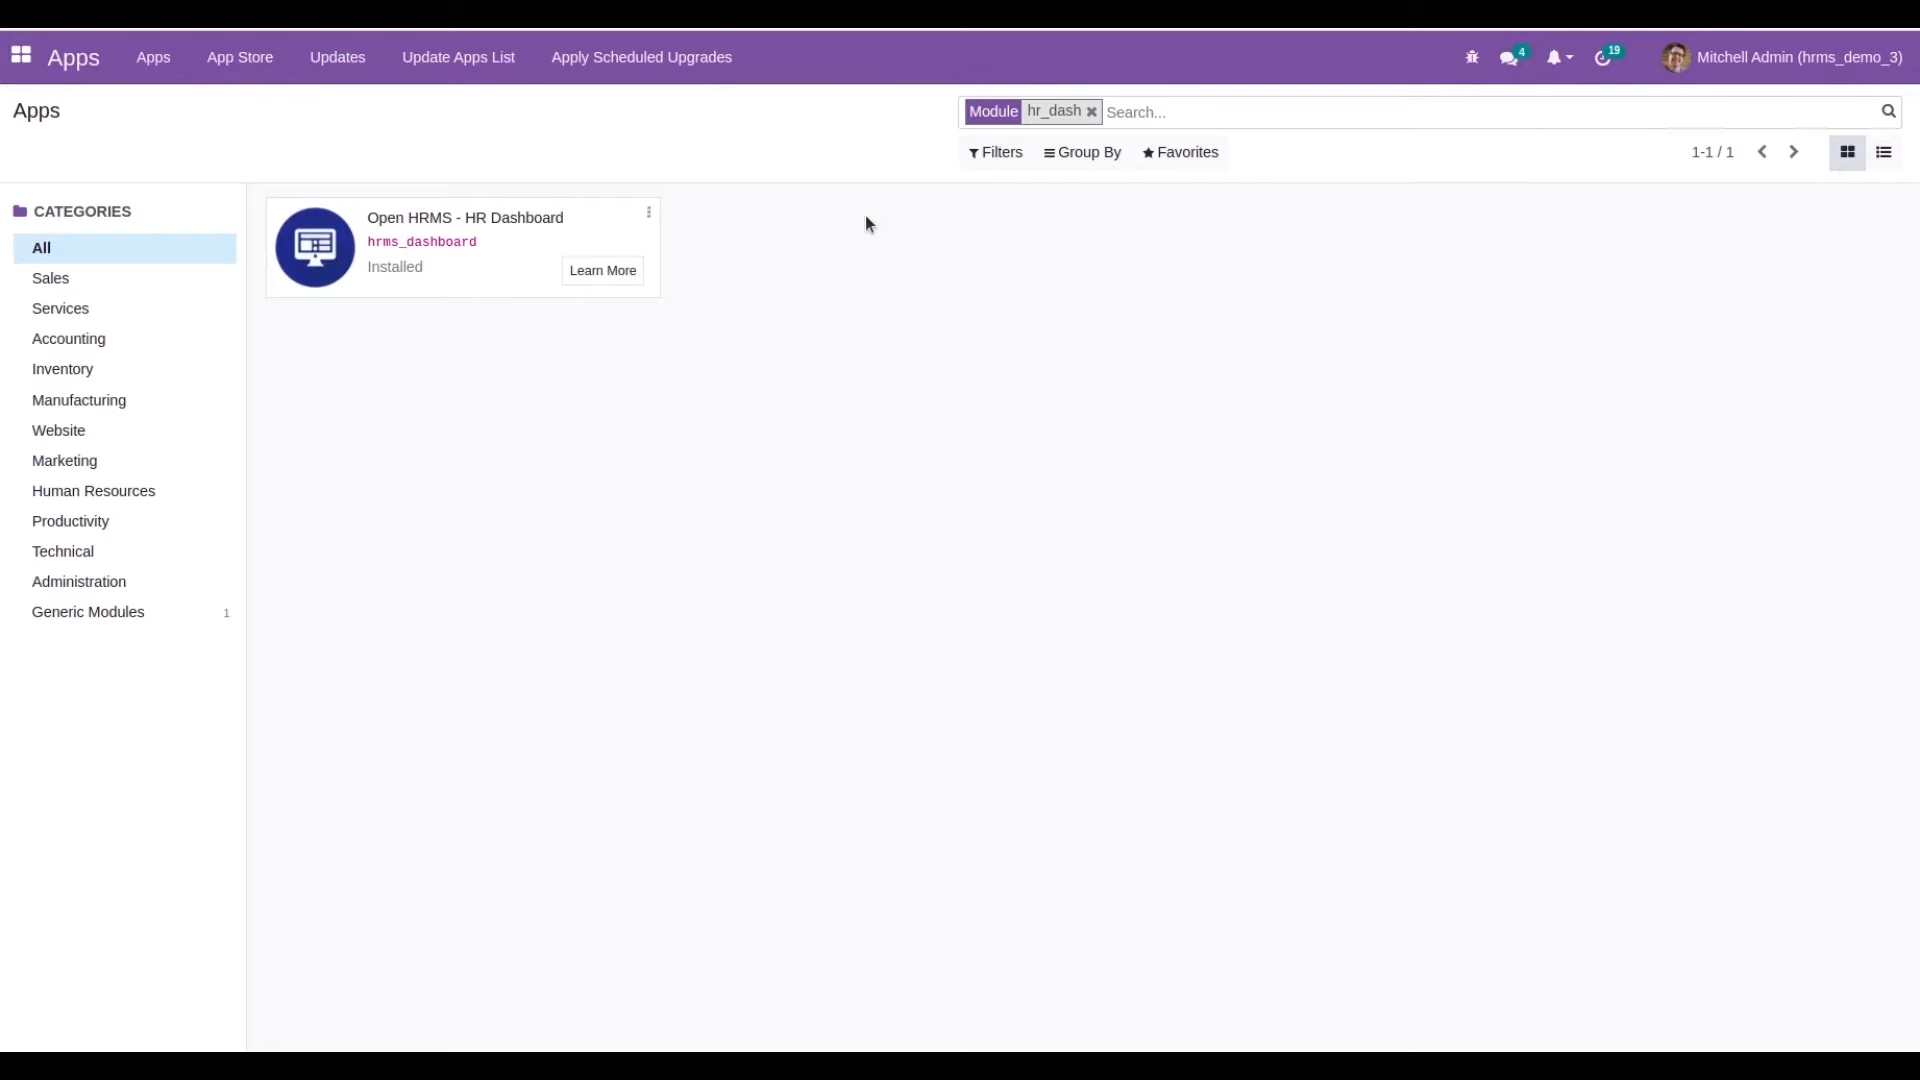 Apps
Apps
App Store
Updates
Update Apps List
Apply Scheduled Upgrades
4
19
Mitchell Admin (hrms_demo_3)
Apps
Module hr_dash Search...
Filters
Group By
Favorites
1-1 / 1
CATEGORIES
All
Sales
Services
Accounting
Inventory
Manufacturing
Website
Marketing
Human Resources
Productivity
Technical
Administration
Generic Modules 1
Open HRMS - HR Dashboard
hrms_dashboard
Installed
Learn More